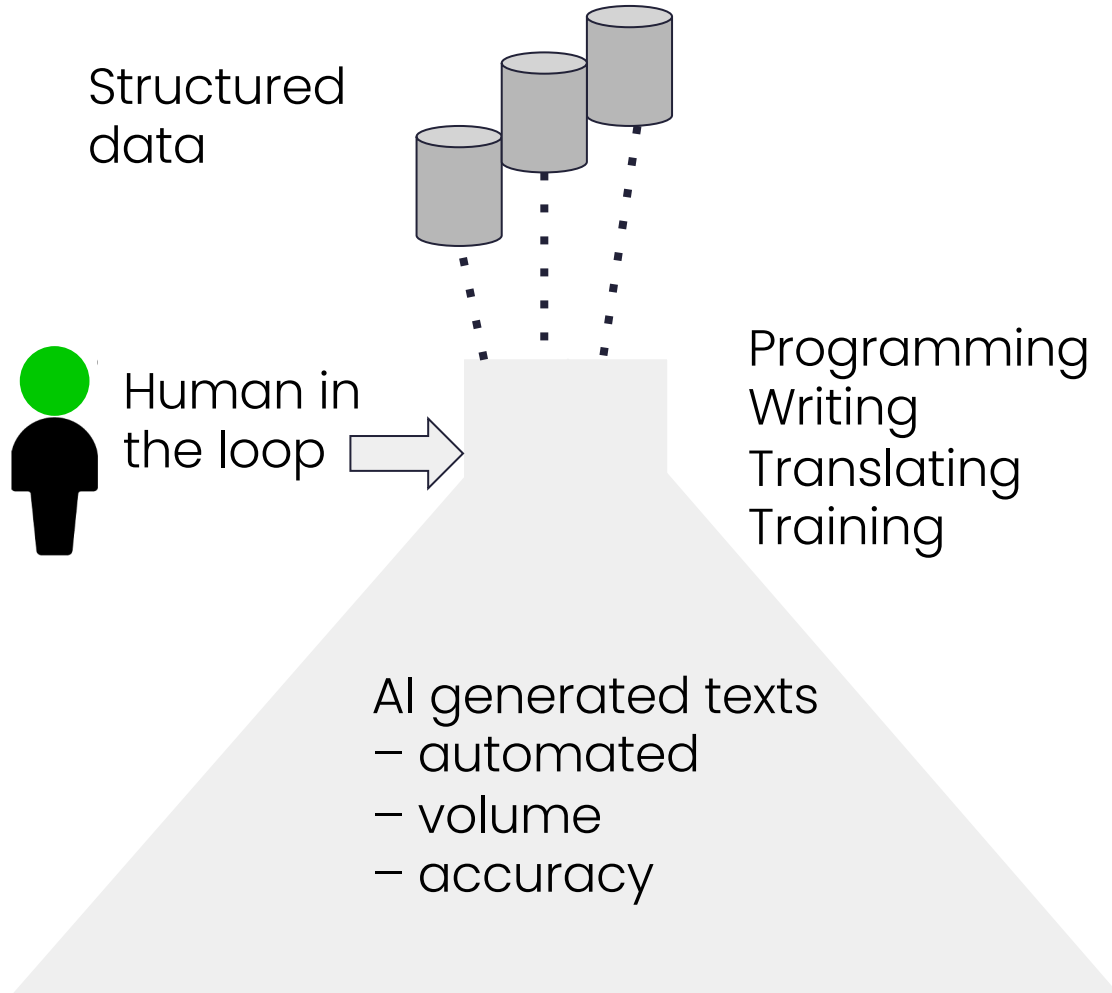 Structured
data
Human in
the loop
Programming
Writing
Translating
Training
AI generated texts
– automated
– volume
– accuracy